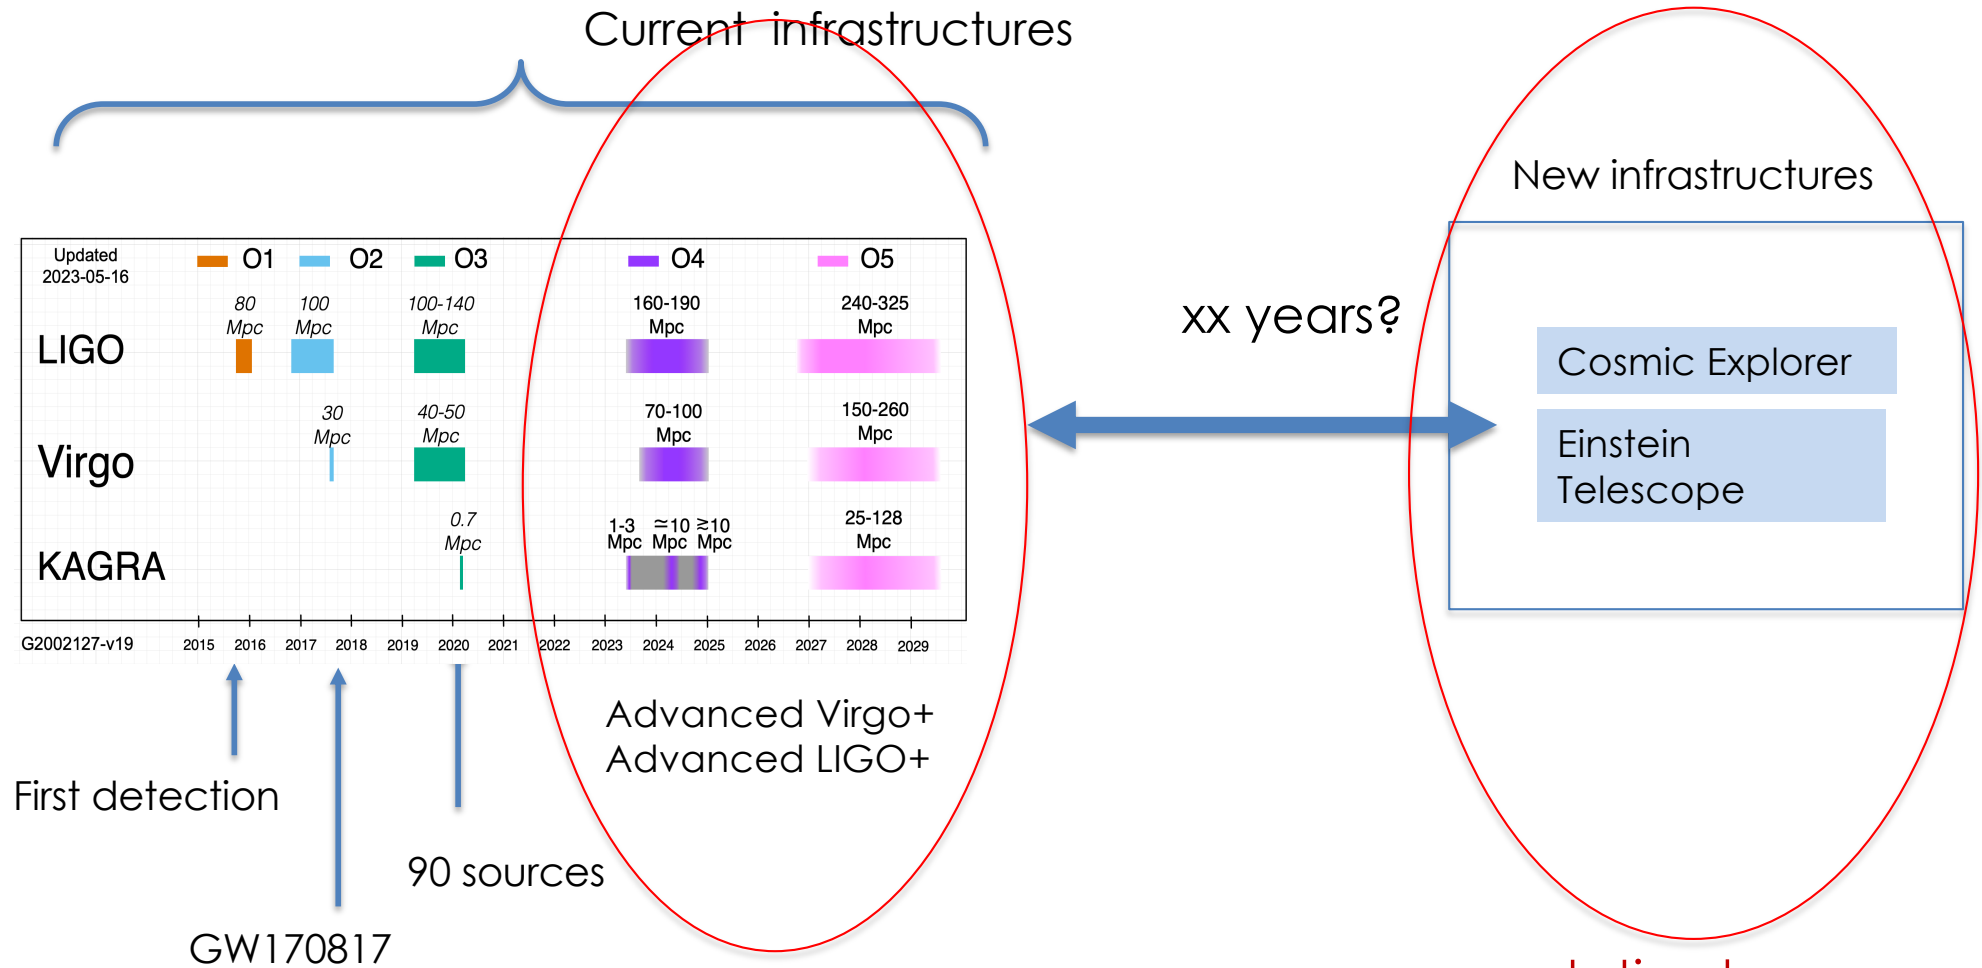 Current infrastructures
New infrastructures
Updated
2023-05-16
O1
O2
O3
O4
O5
80
Mpc
100
Mpc
100-140
Mpc
160-190
Mpc
240-325
Mpc
LIGO
30
Mpc
40-50
Mpc
70-100
Mpc
150-260
Mpc
Virgo
0.7
Mpc
1-3
Mpc
≃10
Mpc
≳10
Mpc
25-128
Mpc
KAGRA
G2002127-v19
2015 2016 2017 2018 2019 2020 2021 2022 2023 2024 2025 2026 2027 2028 2029
xx years?
Cosmic Explorer
Einstein
Telescope
Advanced Virgo+
Advanced LIGO+
First detection
90 sources
GW170817